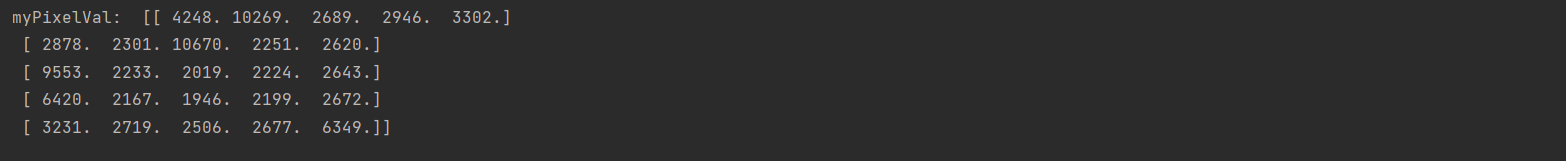 myPixelVal:  [[ 4248. 10269.  2689.  2946.  3302.]
 [ 2878.  2301. 10670.  2251.  2620.]
 [ 9553.  2233.  2019.  2224.  2643.]
 [ 6420.  2167.  1946.  2199.  2672.]
 [ 3231.  2719.  2506.  2677.  6349.]]